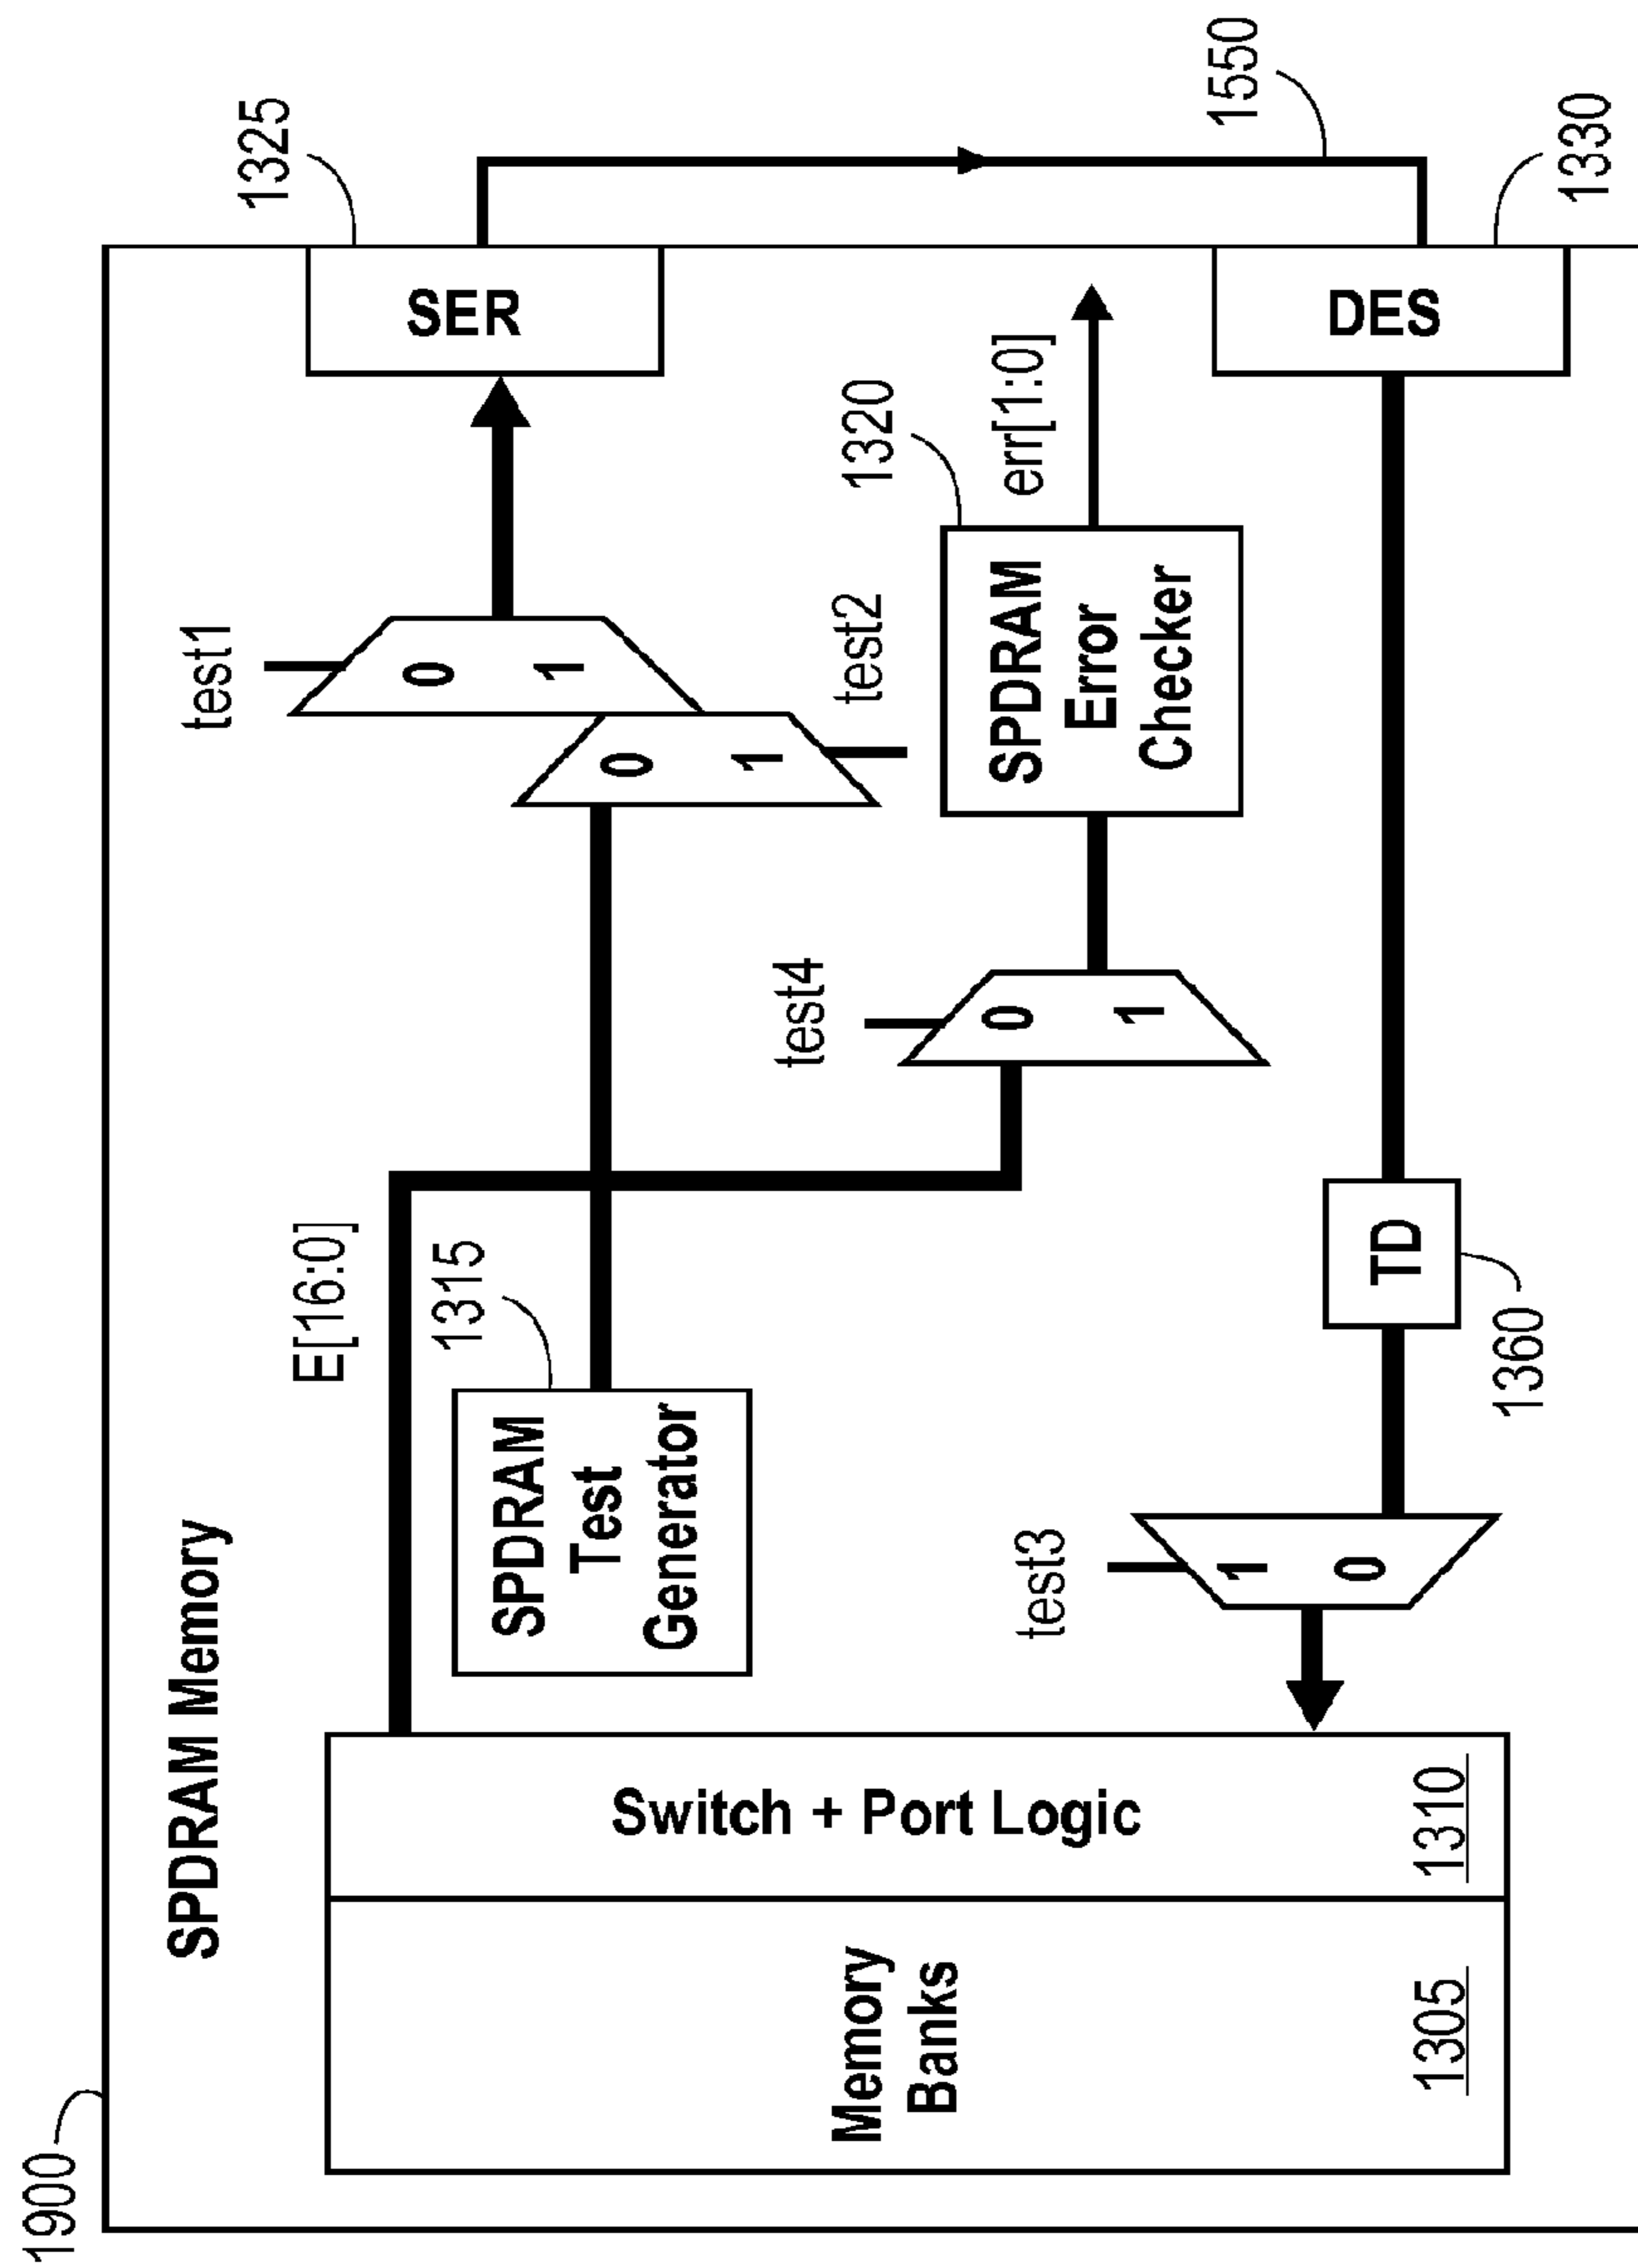 1900
SPDRAM Memory
Memory
Banks
1305
Switch + Port Logic
1310
E[16:0]
1315
SPDRAM
Test
Generator
test3
1
0
TD
1360
test4
0
1
test1
0
1
0
1
test2
1320
SPDRAM
Error
Checker
err[1:0]
1325
SER
DES
1330
1550